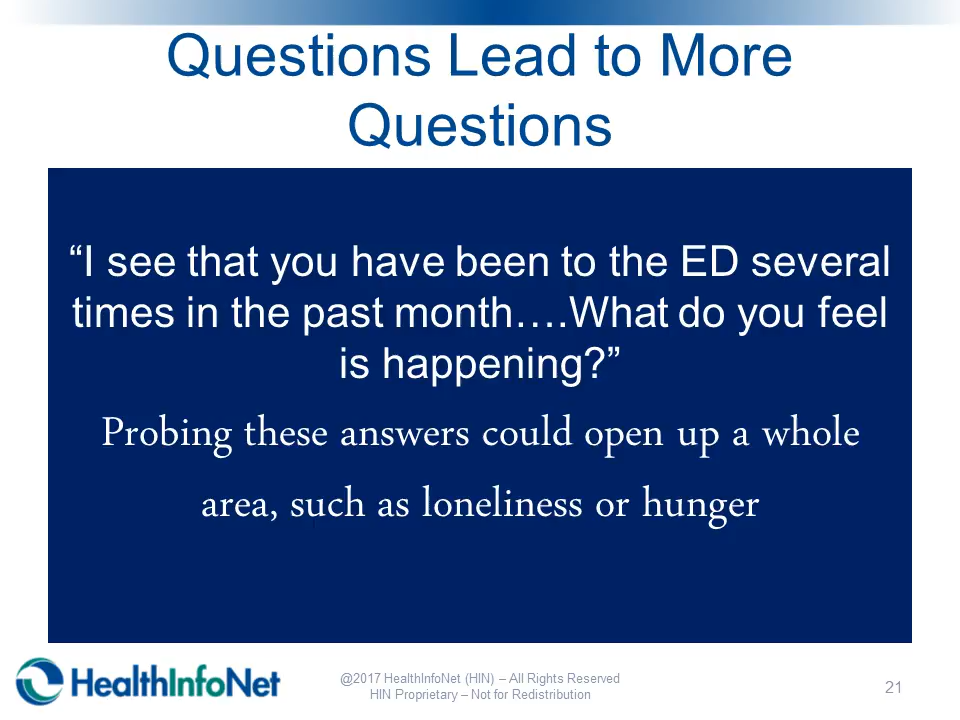 Questions Lead to More
Questions
“I see that you have been to the ED several
times in the past month….What do you feel
is happening?”
Probing these answers could open up a whole
area, such as loneliness or hunger
HealthInfoNet
@2017 HealthInfoNet (HIN) – All Rights Reserved
HIN Proprietary – Not for Redistribution
21